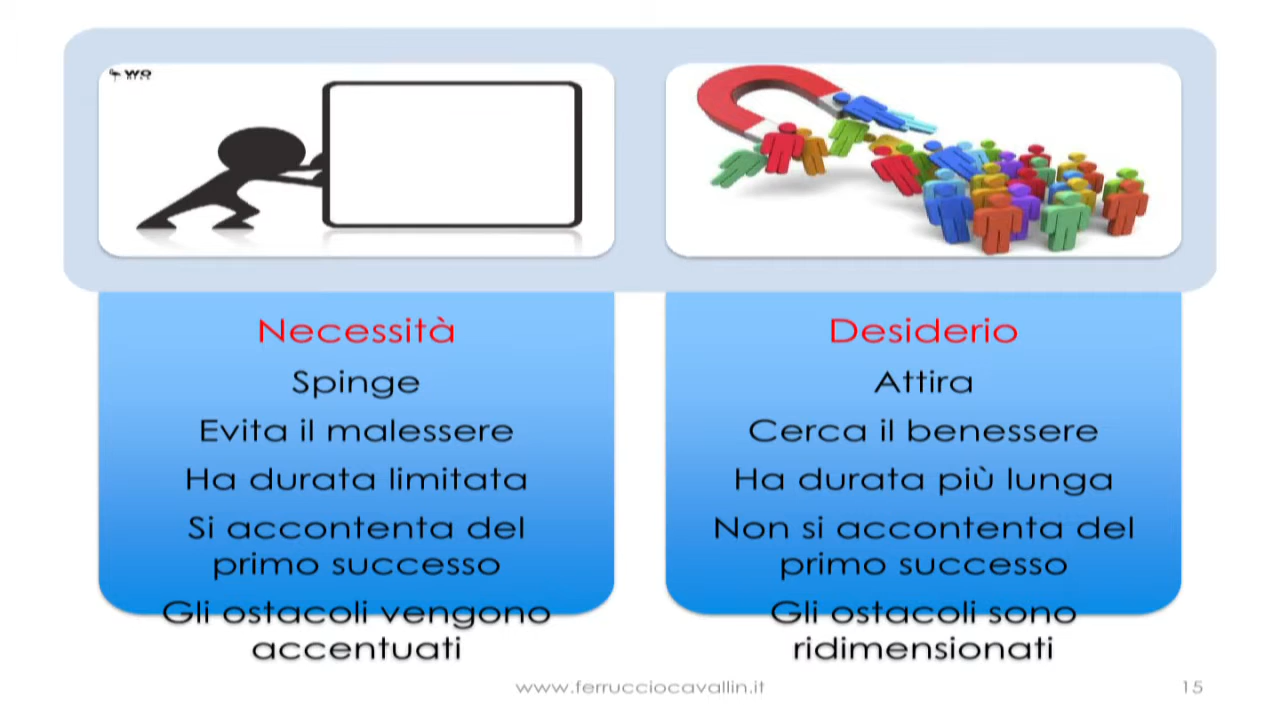 WO
Necessità
Spinge
Evita il malessere
Ha durata limitata
Si accontenta del
primo successo
Gli ostacoli vengono
accentuati
Desiderio
Attira
Cerca il benessere
Ha durata più lunga
Non si accontenta del
primo successo
Gli ostacoli sono
ridimensionati
www.ferrucciocavallin.it
15